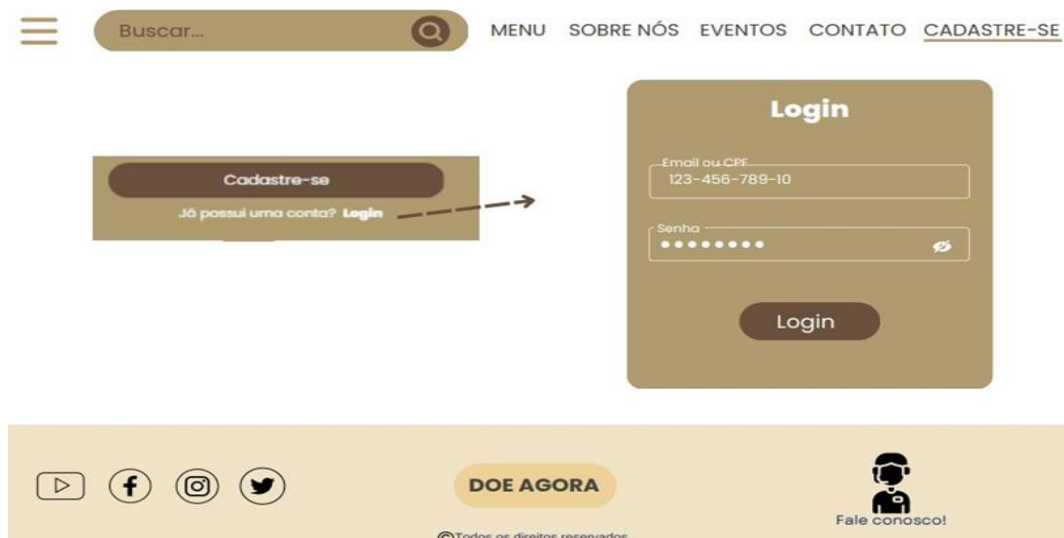 Buscar...
MENU SOBRE NÓS EVENTOS CONTATO CADASTRE-SE
Cadastre-se
Já possui uma conta? Login
Login
Email ou CPF
123-456-789-10
Senha
Login
DOE AGORA
©Todos os direitos reservados
Fale conosco!